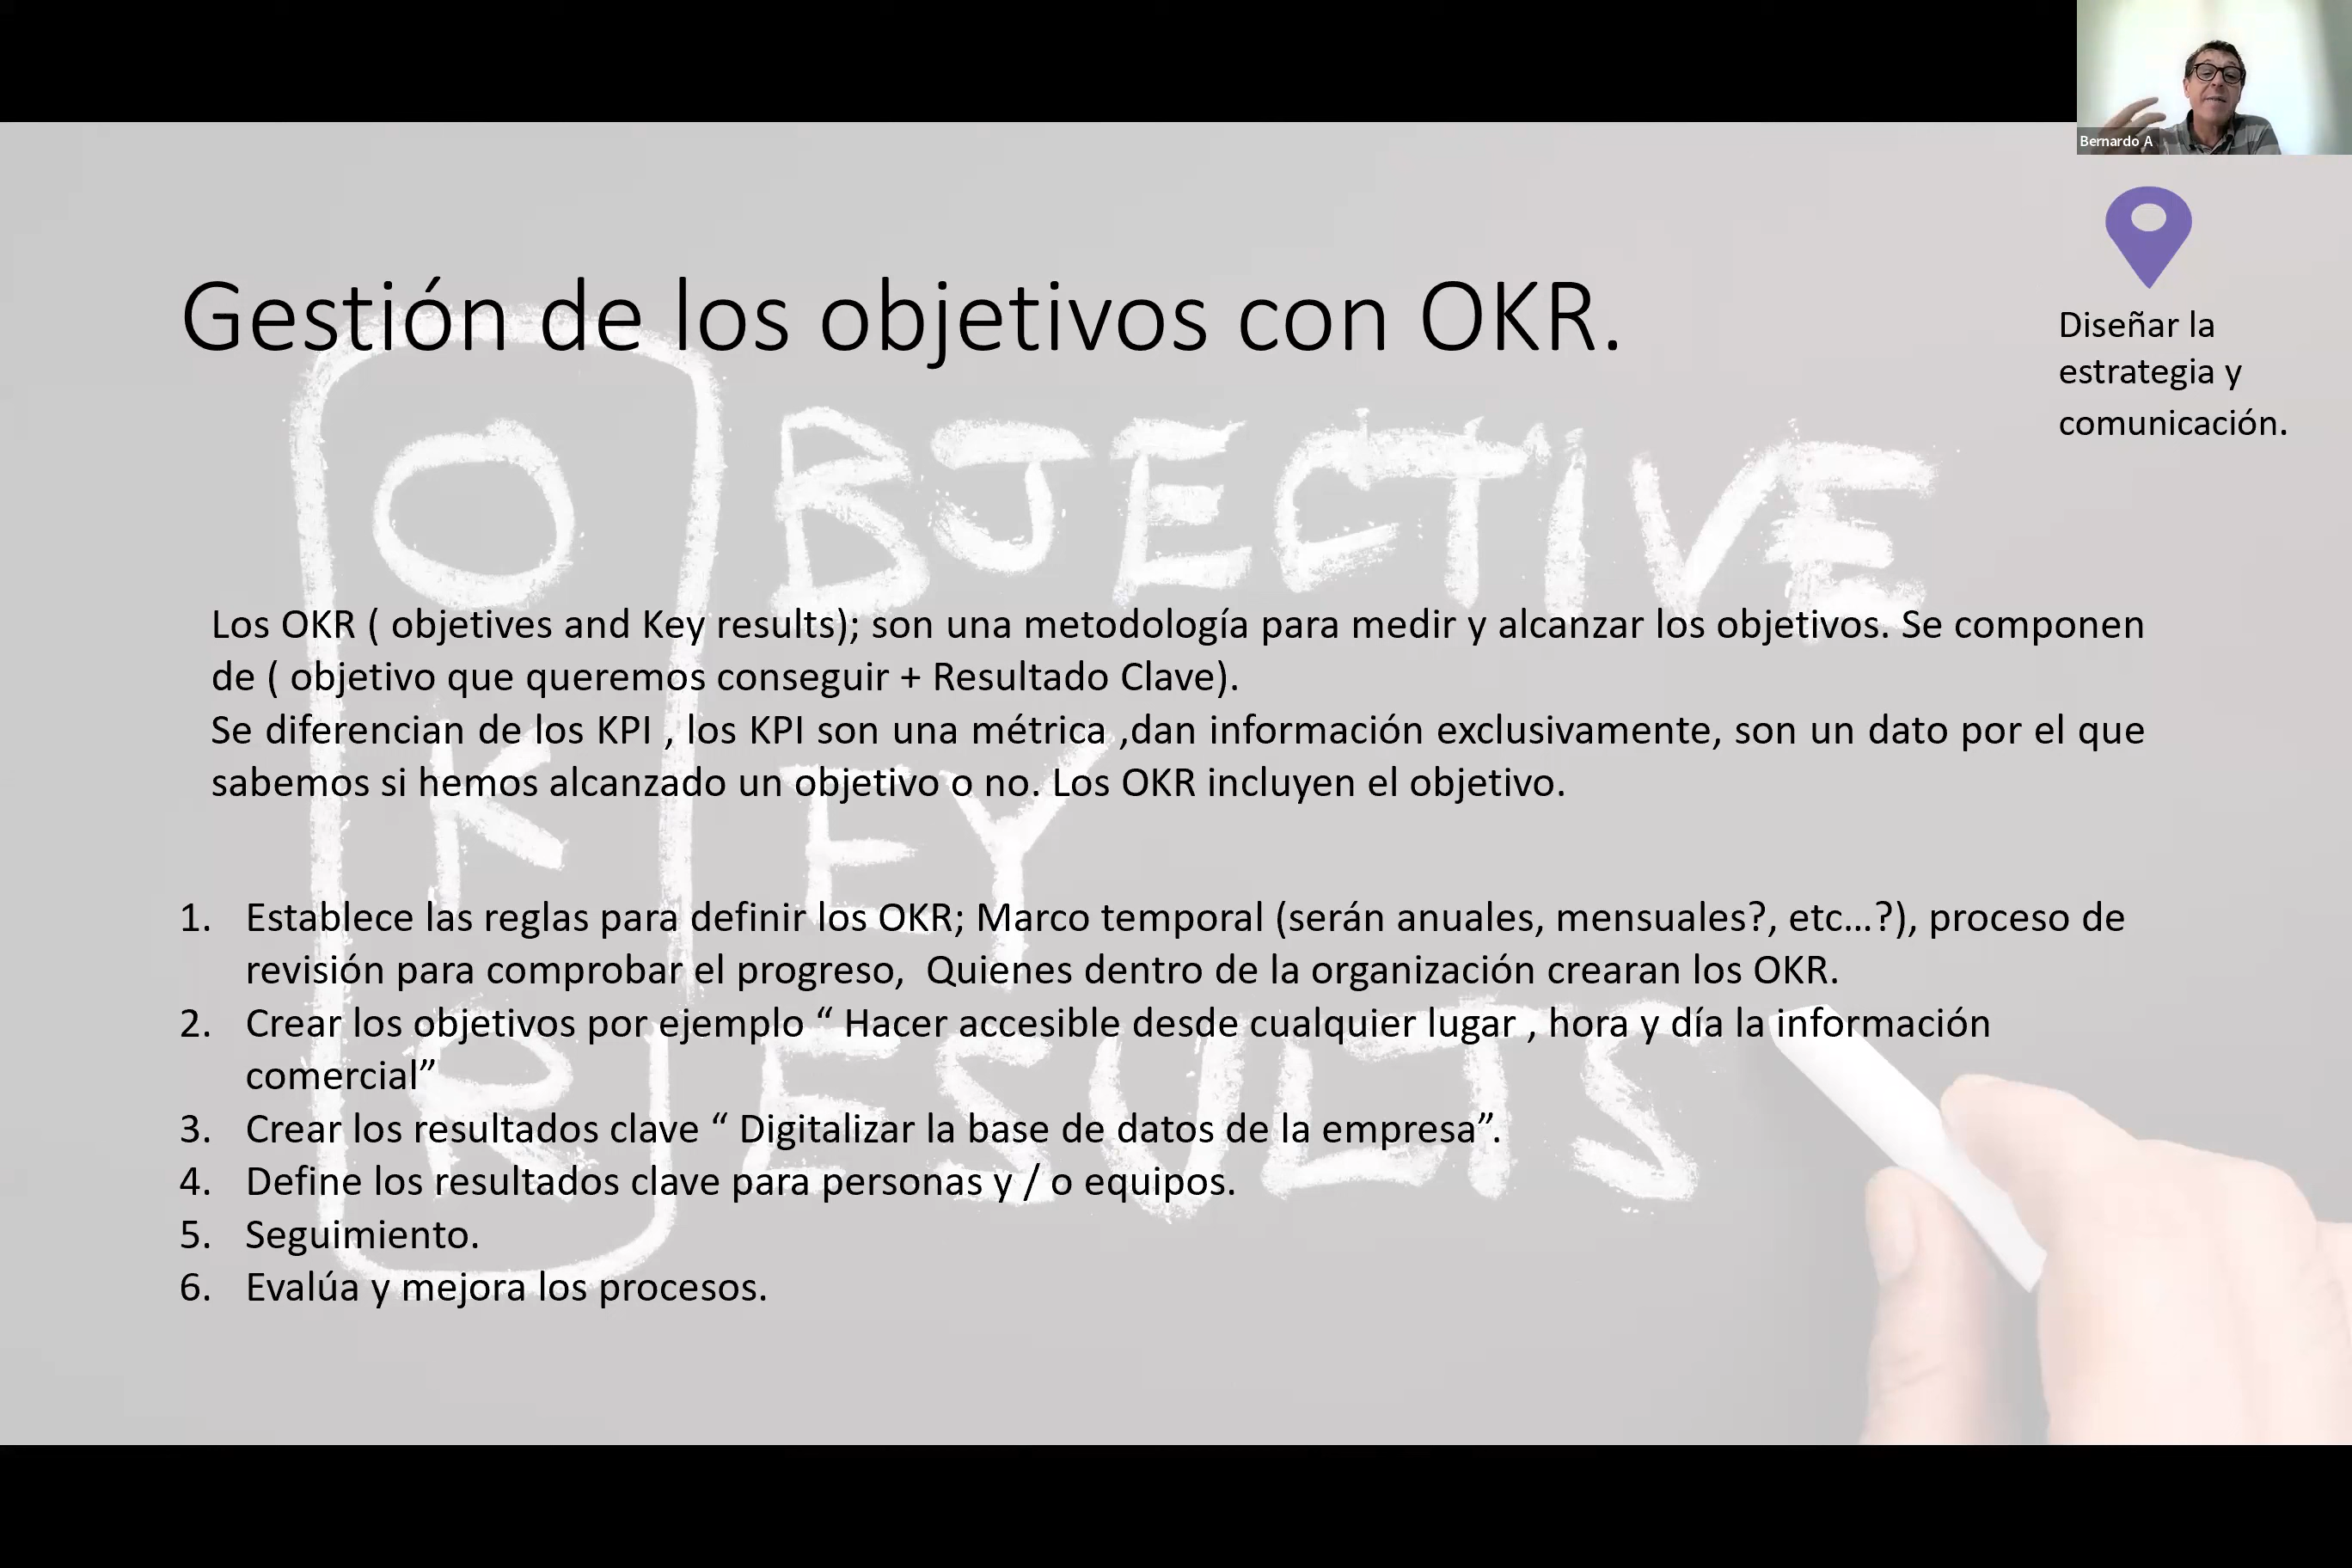 Bernardo A
Diseñar la
estrategia y
comunicación.
Gestión de los objetivos con OKR.
OBJECTIVE
KEY
RESULTS
Los OKR ( objetives and Key results); son una metodología para medir y alcanzar los objetivos. Se componen
de ( objetivo que queremos conseguir + Resultado Clave).
Se diferencian de los KPI , los KPI son una métrica ,dan información exclusivamente, son un dato por el que
sabemos si hemos alcanzado un objetivo o no. Los OKR incluyen el objetivo.
1. Establece las reglas para definir los OKR; Marco temporal (serán anuales, mensuales?, etc...?), proceso de
revisión para comprobar el progreso,  Quienes dentro de la organización crearan los OKR.
2. Crear los objetivos por ejemplo “ Hacer accesible desde cualquier lugar , hora y día la información
comercial”
3. Crear los resultados clave “ Digitalizar la base de datos de la empresa”.
4. Define los resultados clave para personas y / o equipos.
5. Seguimiento.
6. Evalúa y mejora los procesos.